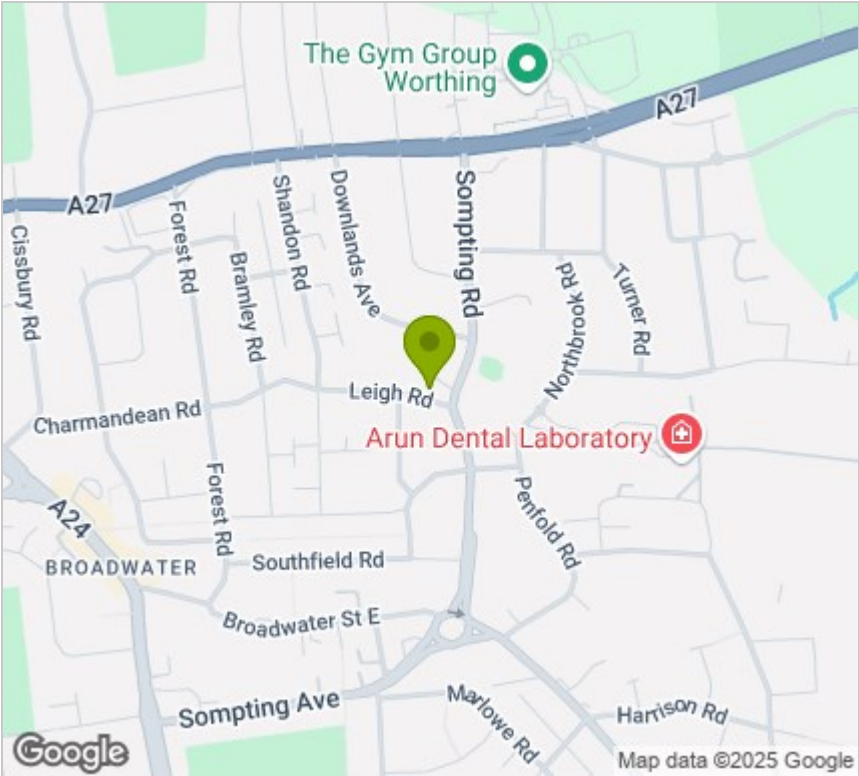 The Gym Group
Worthing
A27
A27
Sompting Rd
Downlands Ave
Shandon Rd
Forest Rd
Cissbury Rd
Bramley Rd
Northbrook Rd
Turner Rd
Leigh Rd
Charmandean Rd
Arun Dental Laboratory
Forest Rd
A24
Penfold Rd
BROADWATER
Southfield Rd
Broadwater St E
Sompting Ave
Marlowe Rd
Harrison Rd
Google
Map data ©2025 Google